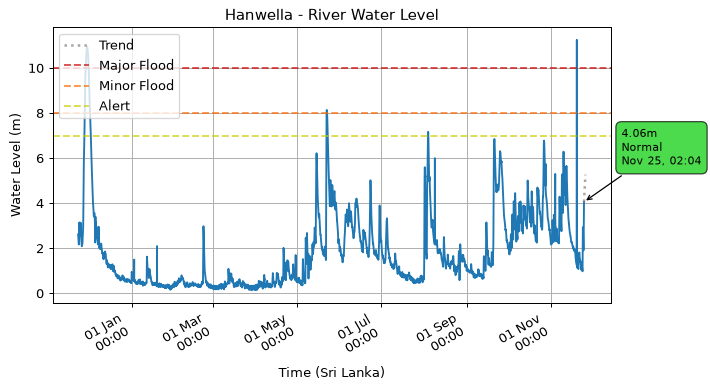 Hanwella - River Water Level
Trend
Major Flood
Minor Flood
Alert
4.06m
Normal
Nov 25, 02:04
Water Level (m)
10
8
6
4
2
0
01 Jan
00:00
01 Mar
00:00
01 May
00:00
01 Jul
00:00
01 Sep
00:00
01 Nov
00:00
Time (Sri Lanka)